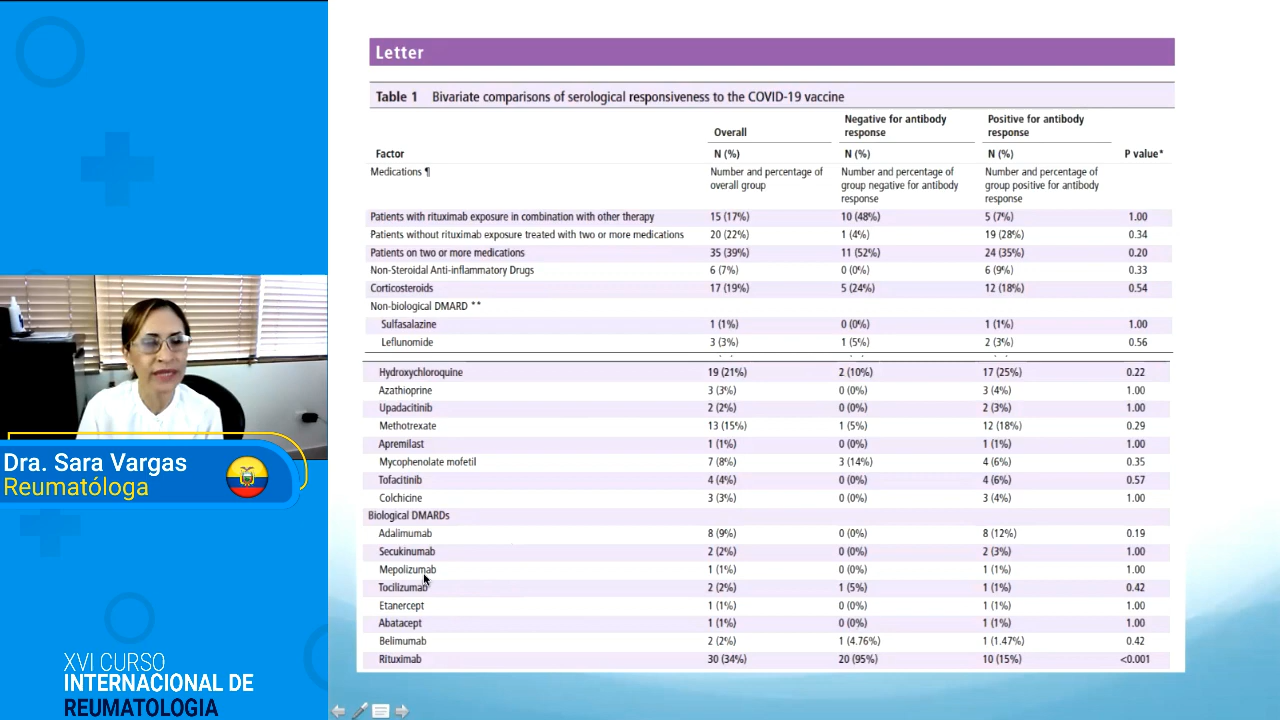 Letter
Table 1 Bivariate comparisons of serological responsiveness to the COVID-19 vaccine
Factor Overall Negative for antibody response Positive for antibody response P value*
N (%) N (%) N (%)
Medications ¶ Number and percentage of overall group Number and percentage of group negative for antibody response Number and percentage of group positive for antibody response
Patients with rituximab exposure in combination with other therapy 15 (17%) 10 (48%) 5 (7%) 1.00
Patients without rituximab exposure treated with two or more medications 20 (22%) 1 (4%) 19 (28%) 0.34
Patients on two or more medications 35 (39%) 11 (52%) 24 (35%) 0.20
Non-Steroidal Anti-inflammatory Drugs 6 (7%) 0 (0%) 6 (9%) 0.33
Corticosteroids 17 (19%) 5 (24%) 12 (18%) 0.54
Non-biological DMARD **
Sulfasalazine 1 (1%) 0 (0%) 1 (1%) 1.00
Leflunomide 3 (3%) 1 (5%) 2 (3%) 0.56
Hydroxychloroquine 19 (21%) 2 (10%) 17 (25%) 0.22
Azathioprine 3 (3%) 0 (0%) 3 (4%) 1.00
Upadacitinib 2 (2%) 0 (0%) 2 (3%) 1.00
Methotrexate 13 (15%) 1 (5%) 12 (18%) 0.29
Apremilast 1 (1%) 0 (0%) 1 (1%) 1.00
Mycophenolate mofetil 7 (8%) 3 (14%) 4 (6%) 0.35
Tofacitinib 4 (4%) 0 (0%) 4 (6%) 0.57
Colchicine 3 (3%) 0 (0%) 3 (4%) 1.00
Biological DMARDs
Adalimumab 8 (9%) 0 (0%) 8 (12%) 0.19
Secukinumab 2 (2%) 0 (0%) 2 (3%) 1.00
Mepolizumab 1 (1%) 0 (0%) 1 (1%) 1.00
Tocilizumab 2 (2%) 1 (5%) 1 (1%) 0.42
Etanercept 1 (1%) 0 (0%) 1 (1%) 1.00
Abatacept 1 (1%) 0 (0%) 1 (1%) 1.00
Belimumab 2 (2%) 1 (4.76%) 1 (1.47%) 0.42
Rituximab 30 (34%) 20 (95%) 10 (15%) <0.001
Dra. Sara Vargas
Reumatóloga
XVI CURSO
INTERNACIONAL DE
REUMATOLOGIA